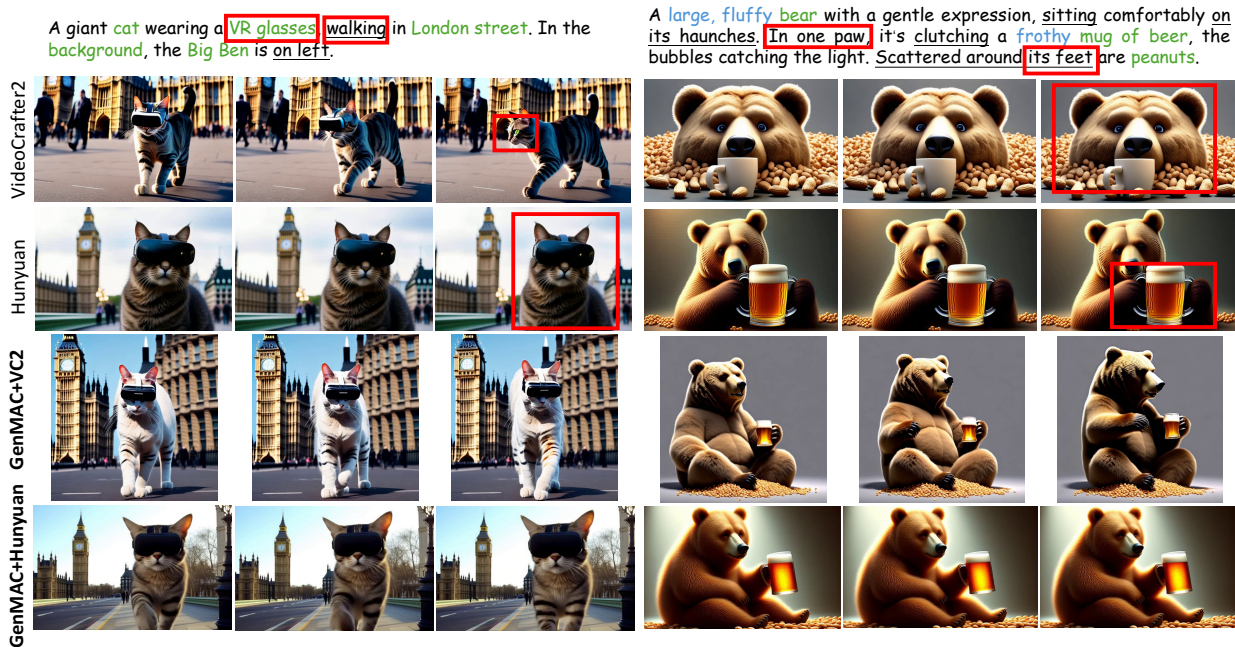 A giant cat wearing a VR glasses, walking in London street. In the
background, the Big Ben is on left.
A large, fluffy bear with a gentle expression, sitting comfortably on
its haunches. In one paw, it's clutching a frothy mug of beer, the
bubbles catching the light. Scattered around its feet are peanuts.
VideoCrafter2
Hunyuan
GenMAC+VC2
GenMAC+Hunyuan